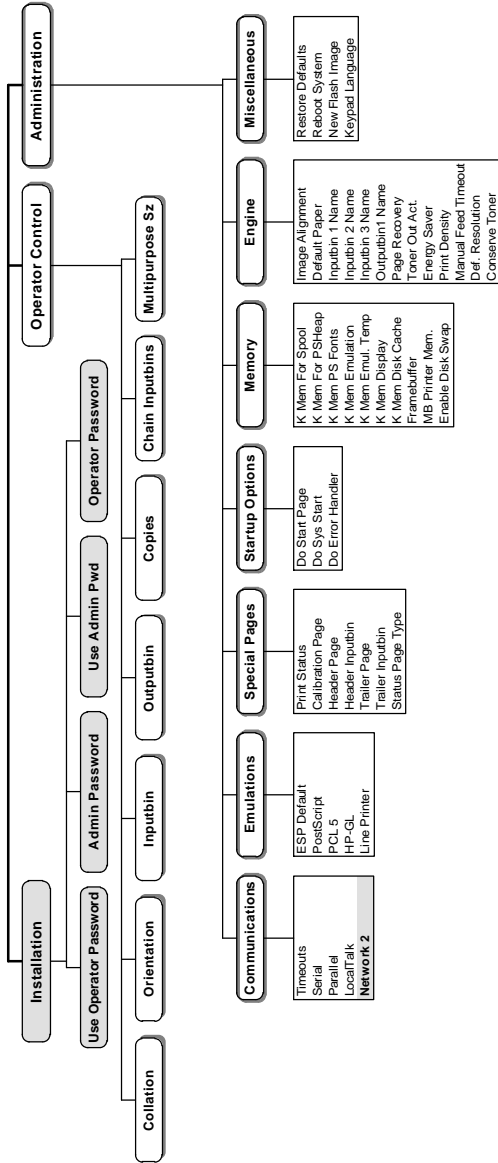 Installation
Operator Control
Administration
Use Operator Password
Admin Password
Use Admin Pwd
Operator Password
Collation
Orientation
Inputbin
Outputbin
Copies
Chain Inputbins
Multipurpose Sz
Communications
Timeouts
Serial
Parallel
LocalTalk
Network 2
Emulations
ESP Default
PostScript
PCL 5
HP-GL
Line Printer
Special Pages
Print Status
Calibration Page
Header Page
Header Inputbin
Trailer Page
Trailer Inputbin
Status Page Type
Startup Options
Do Start Page
Do Sys Start
Do Error Handler
Memory
K Mem For Spool
K Mem For PSHeap
K Mem PS Fonts
K Mem Emulation
K Mem Emul. Temp
K Mem Display
K Mem Disk Cache
Framebuffer
MB Printer Mem.
Enable Disk Swap
Engine
Image Alignment
Default Paper
Inputbin 1 Name
Inputbin 2 Name
Inputbin 3 Name
Outputbin1 Name
Page Recovery
Toner Out Act.
Energy Saver
Print Density
Manual Feed Timeout
Def. Resolution
Conserve Toner
Miscellaneous
Restore Defaults
Reboot System
New Flash Image
Keypad Language